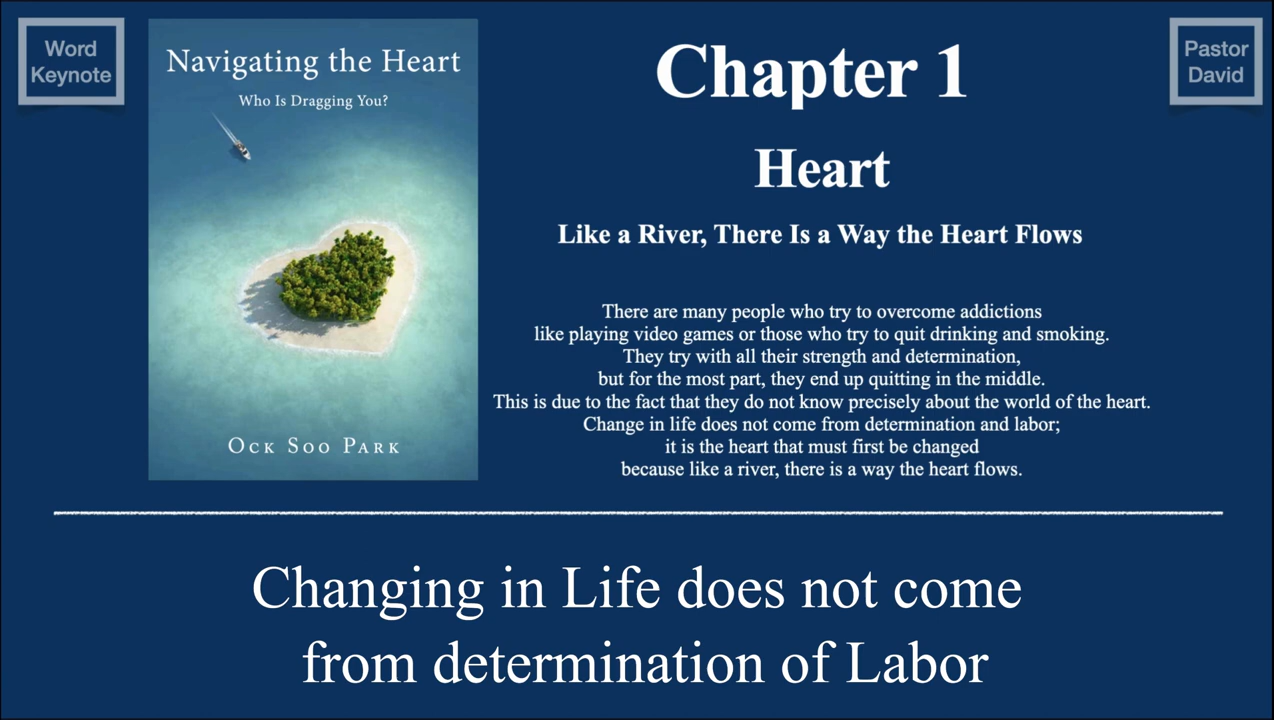 Word
Keynote
Navigating the Heart
Who Is Dragging You?
Ock Soo Park
Chapter 1
Heart
Like a River, There Is a Way the Heart Flows
There are many people who try to overcome addictions
like playing video games or those who try to quit drinking and smoking.
They try with all their strength and determination,
but for the most part, they end up quitting in the middle.
This is due to the fact that they do not know precisely about the world of the heart.
Change in life does not come from determination and labor;
it is the heart that must first be changed
because like a river, there is a way the heart flows.
Pastor
David
Changing in Life does not come
from determination of Labor